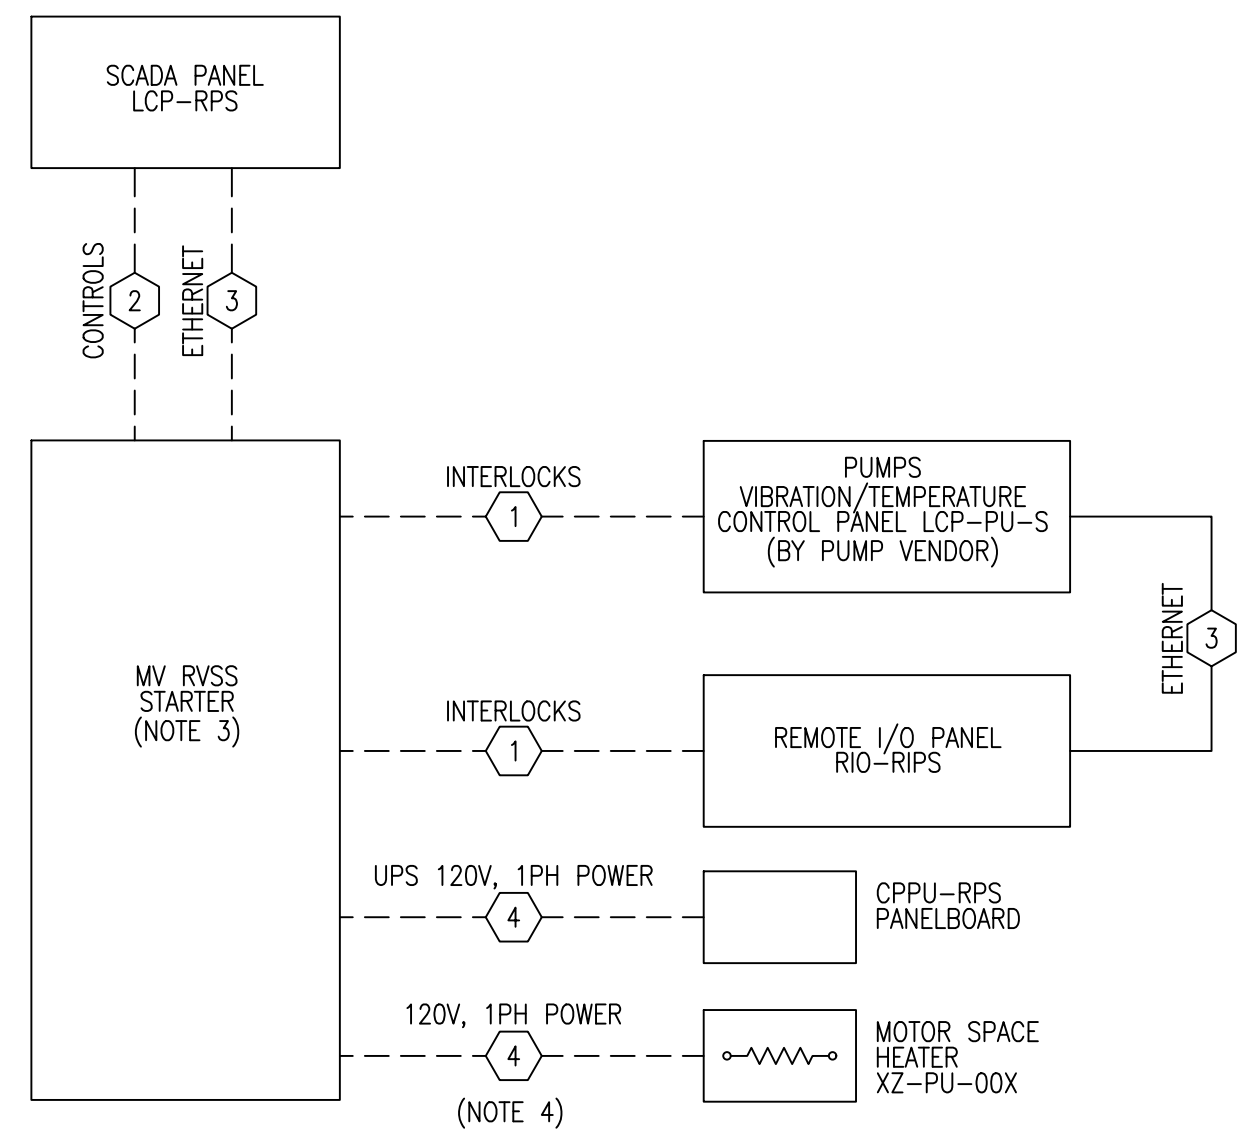 SCADA PANEL
LCP-RPS
CONTROLS
2
ETHERNET
3
INTERLOCKS
1
PUMPS
VIBRATION/TEMPERATURE
CONTROL PANEL LCP-PU-S
(BY PUMP VENDOR)
ETHERNET
3
MV RVSS
STARTER
(NOTE 3)
INTERLOCKS
1
REMOTE I/O PANEL
RIO-RIPS
UPS 120V, 1PH POWER
4
CPPU-RPS
PANELBOARD
120V, 1PH POWER
4
(NOTE 4)
MOTOR SPACE
HEATER
XZ-PU-00X